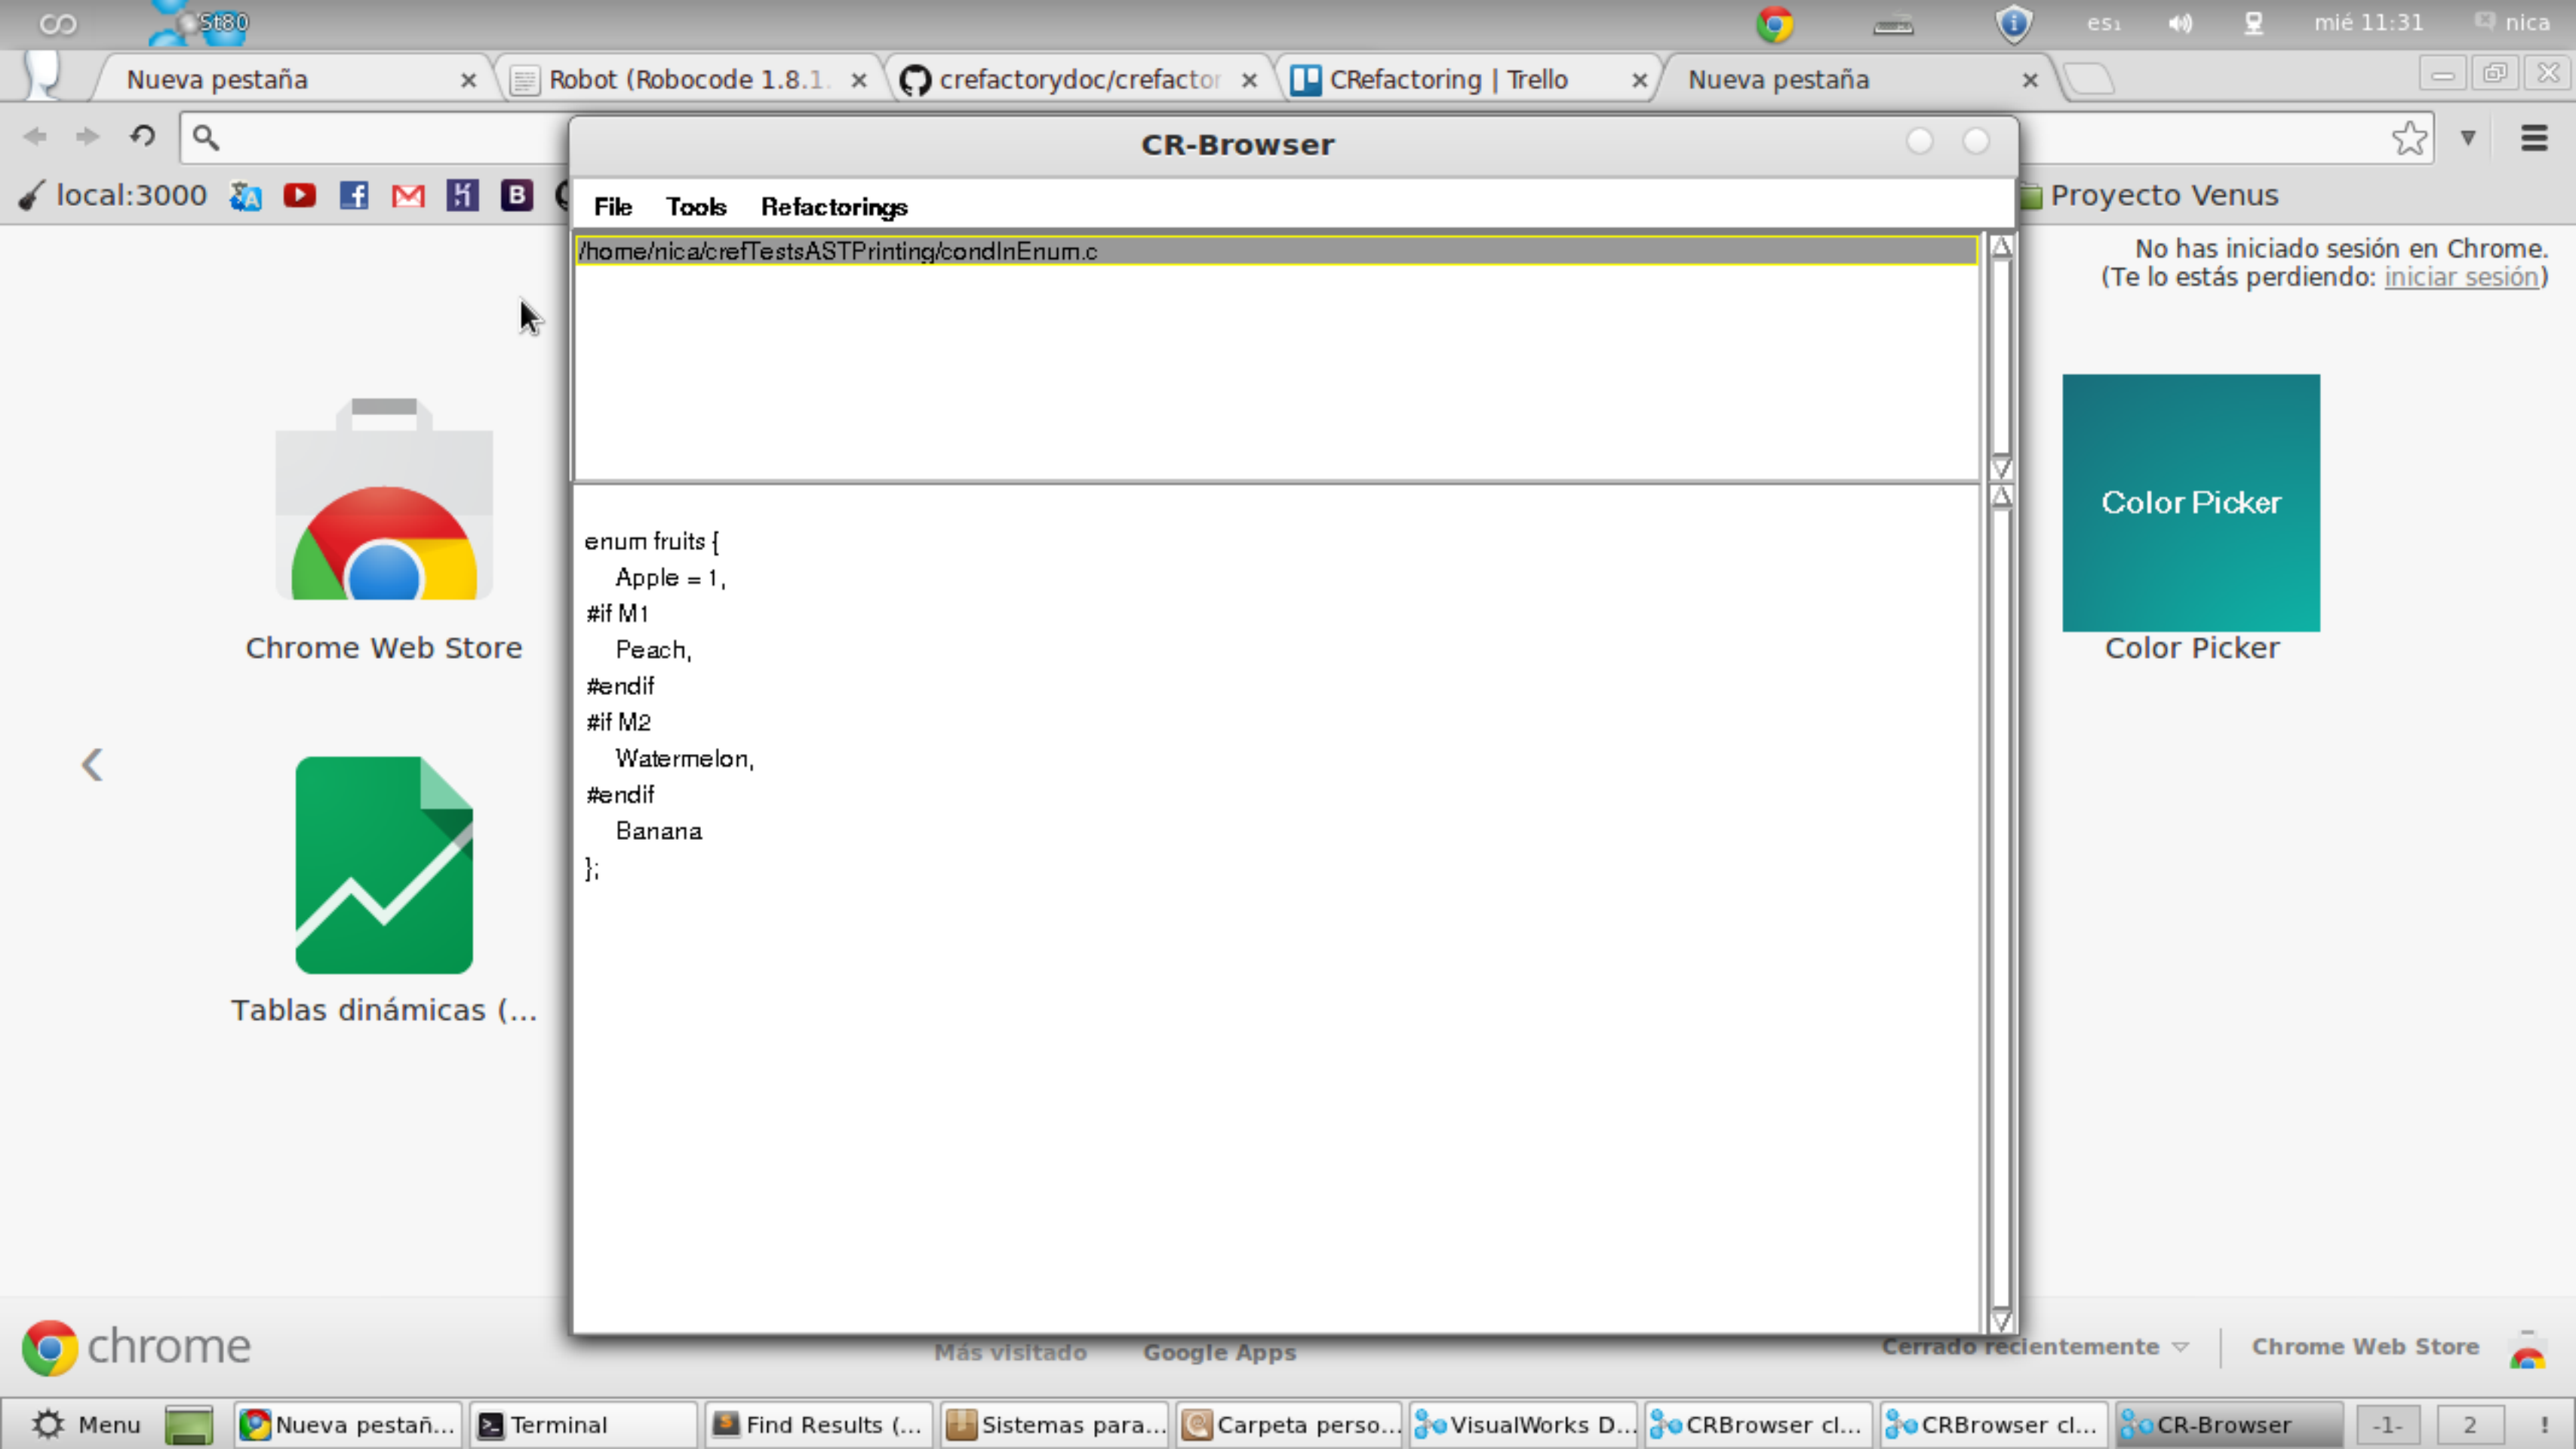 St80
es₁
mié 11:31
nica
Nueva pestaña
Robot (Robocode 1.8.1.
crefactorydoc/crefactor
CRefactoring | Trello
Nueva pestaña
CR-Browser
local:3000
B
Proyecto Venus
File Tools Refactorings
/home/nica/crefTestsASTPrinting/condInEnum.c
No has iniciado sesión en Chrome.
(Te lo estás perdiendo: iniciar sesión)
enum fruits {
Apple = 1,
#if M1
Peach,
#endif
#if M2
Watermelon,
#endif
Banana
};
Chrome Web Store
Color Picker
Color Picker
Tablas dinámicas (...
chrome
Más visitado
Google Apps
Cerrado recientemente
Chrome Web Store
Menu
Nueva pestañ...
Terminal
Find Results (...
Sistemas para...
Carpeta perso...
VisualWorks D...
CRBrowser cl...
CRBrowser cl...
CR-Browser
-1-
2
!